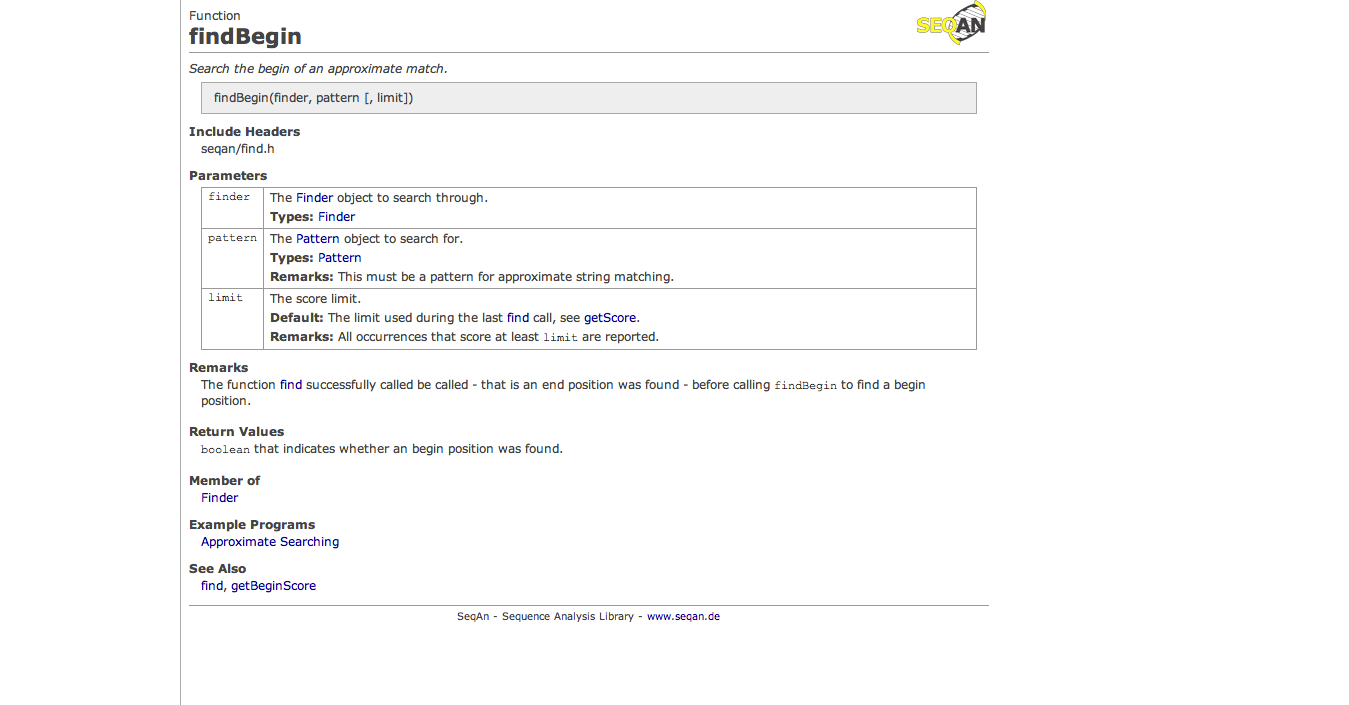 Function
findBegin
SEQAN
Search the begin of an approximate match.
findBegin(finder, pattern [, limit])
Include Headers
seqan/find.h
Parameters
finder
The Finder object to search through.
Types: Finder
pattern
The Pattern object to search for.
Types: Pattern
Remarks: This must be a pattern for approximate string matching.
limit
The score limit.
Default: The limit used during the last find call, see getScore.
Remarks: All occurrences that score at least limit are reported.
Remarks
The function find successfully called be called - that is an end position was found - before calling findBegin to find a begin
position.
Return Values
boolean that indicates whether an begin position was found.
Member of
Finder
Example Programs
Approximate Searching
See Also
find, getBeginScore
SeqAn - Sequence Analysis Library - www.seqan.de